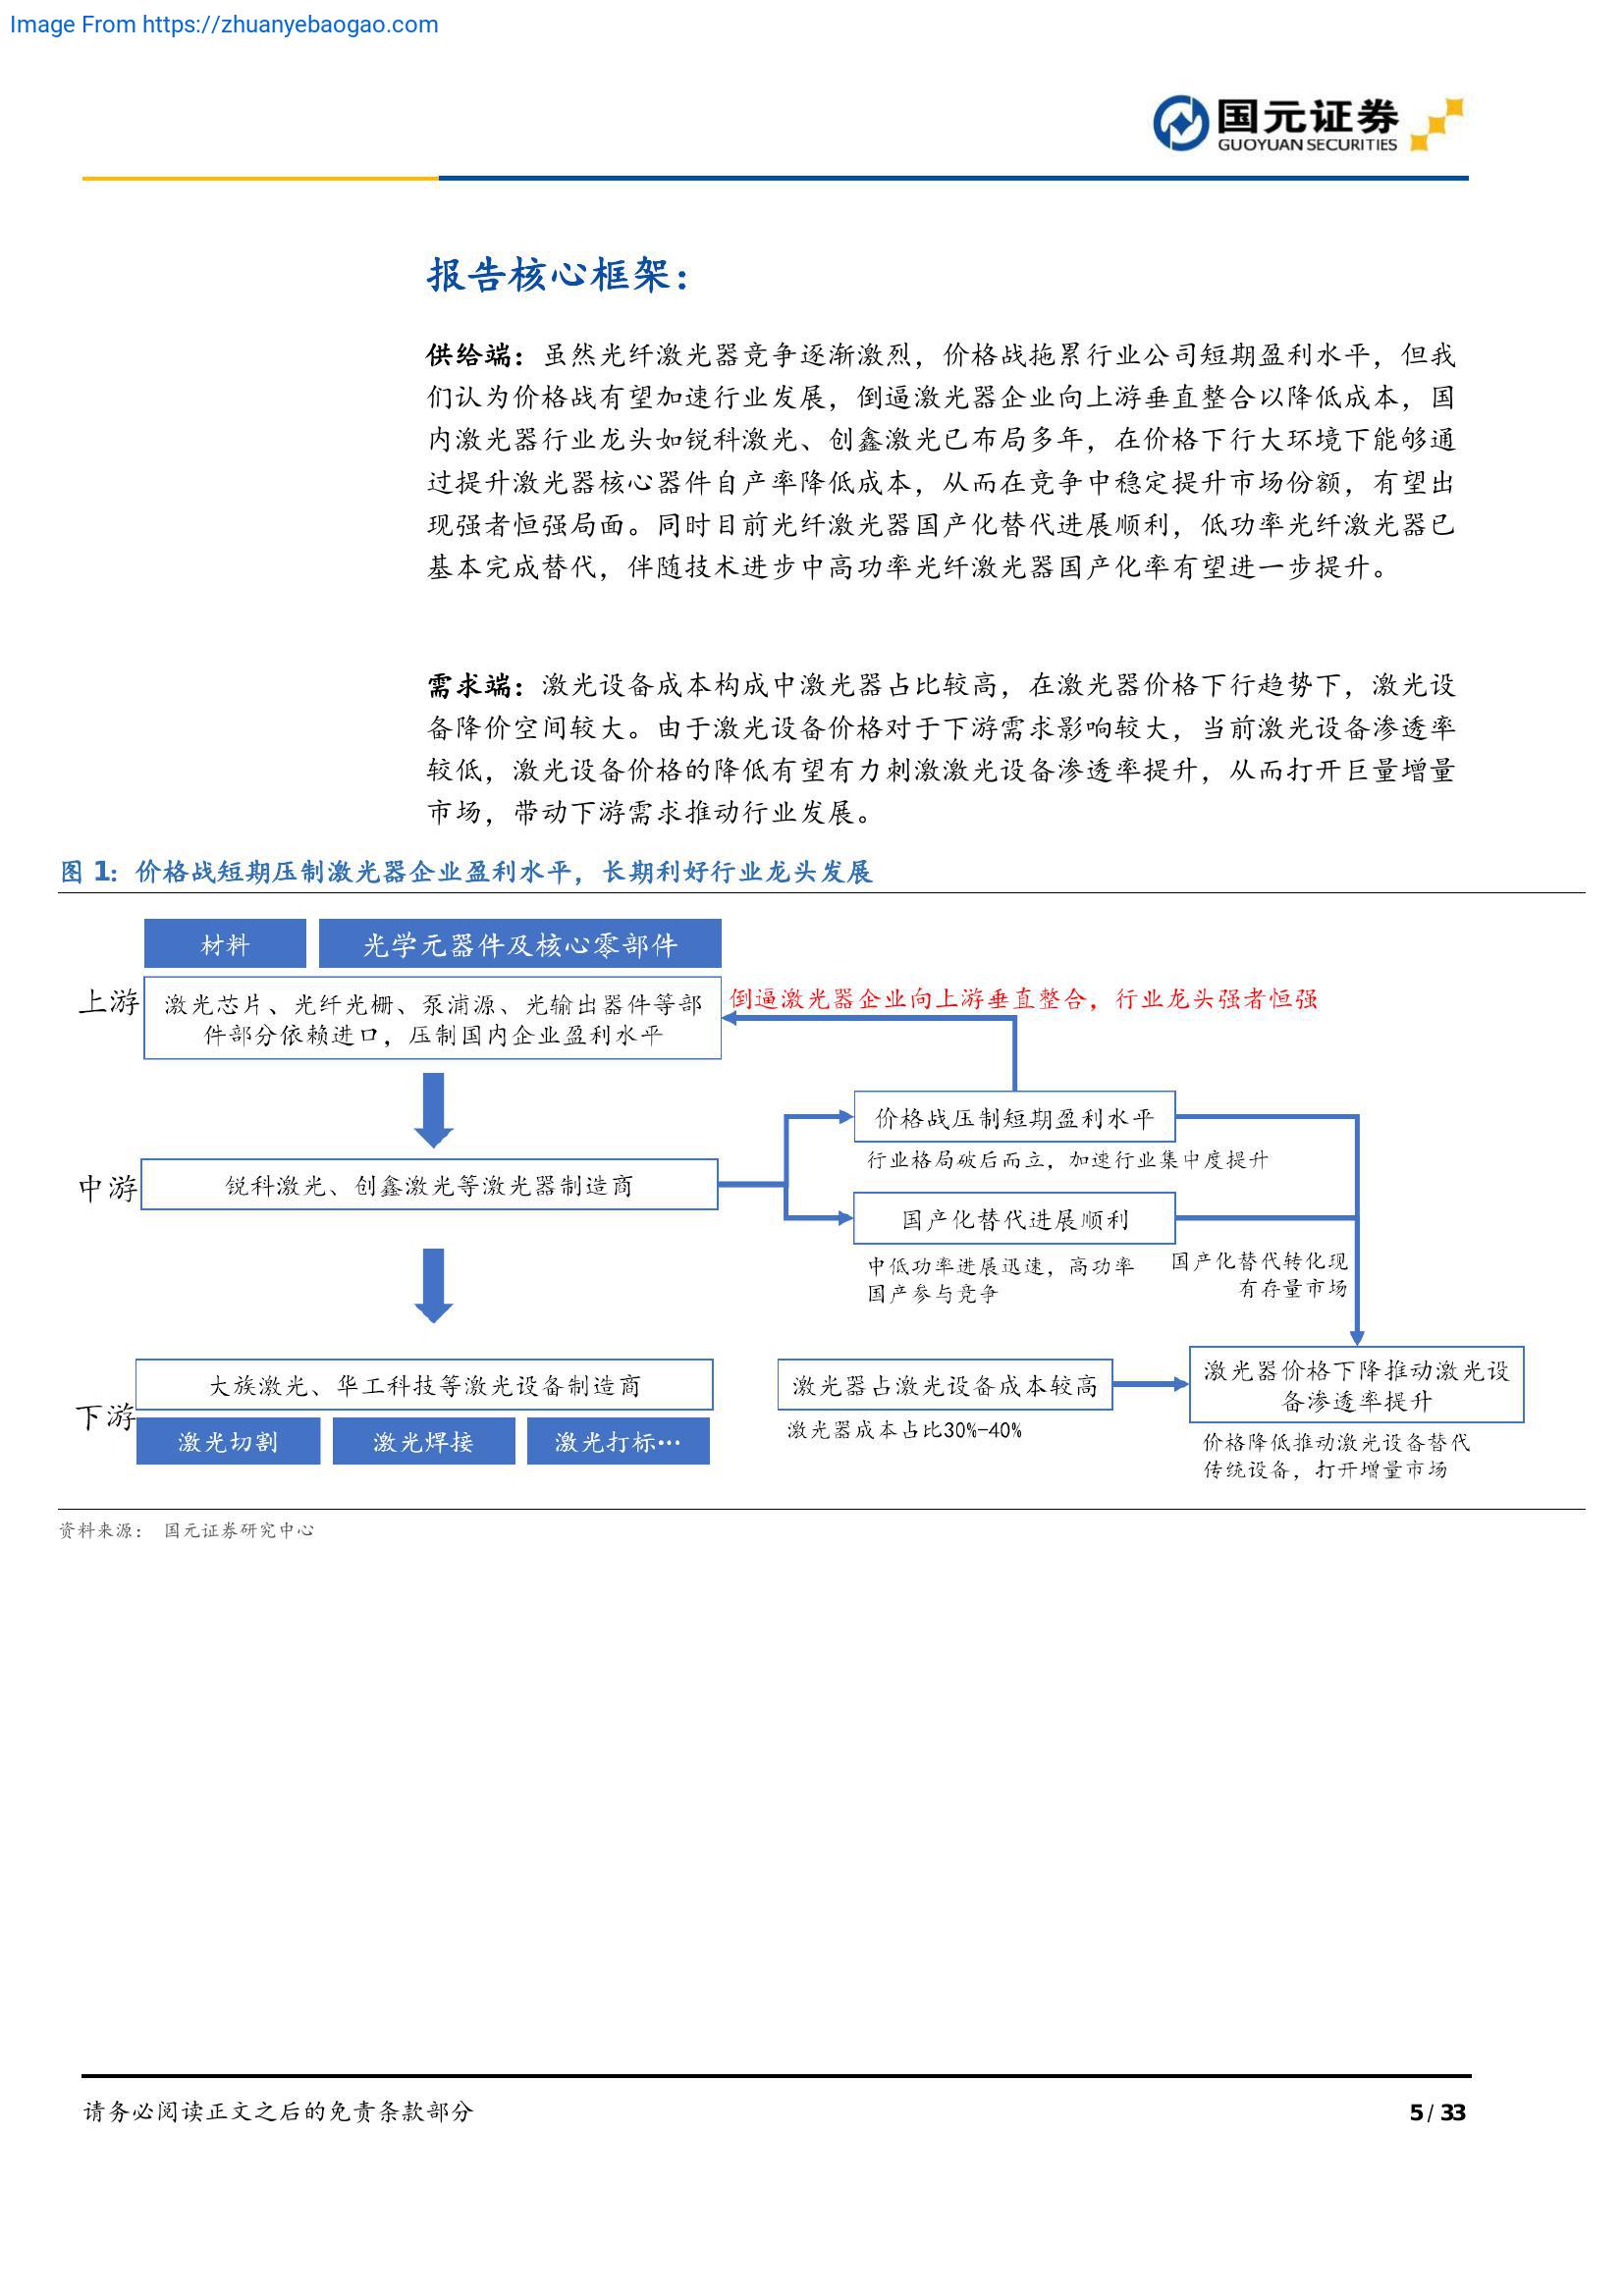 Image From https://zhuanyebaogao.com
国元证券
GUOYUAN SECURITIES
报告核心框架：
供给端：虽然光纤激光器竞争逐渐激烈，价格战拖累行业公司短期盈利水平，但我
们认为价格战有望加速行业发展，倒逼激光器企业向上游垂直整合以降低成本，国
内激光器行业龙头如锐科激光、创鑫激光已布局多年，在价格下行大环境下能够通
过提升激光器核心器件自产率降低成本，从而在竞争中稳定提升市场份额，有望出
现强者恒强局面。同时目前光纤激光器国产化替代进展顺利，低功率光纤激光器已
基本完成替代，伴随技术进步中高功率光纤激光器国产化率有望进一步提升。
需求端：激光设备成本构成中激光器占比较高，在激光器价格下行趋势下，激光设
备降价空间较大。由于激光设备价格对于下游需求影响较大，当前激光设备渗透率
较低，激光设备价格的降低有望有力刺激激光设备渗透率提升，从而打开巨量增量
市场，带动下游需求推动行业发展。
图 1：价格战短期压制激光器企业盈利水平，长期利好行业龙头发展
材料
光学元器件及核心零部件
上游
激光芯片、光纤光栅、泵浦源、光输出器件等部
件部分依赖进口，压制国内企业盈利水平
倒逼激光器企业向上游垂直整合，行业龙头强者恒强
价格战压制短期盈利水平
行业格局破后而立，加速行业集中度提升
中游
锐科激光、创鑫激光等激光器制造商
国产化替代进展顺利
中低功率进展迅速，高功率
国产参与竞争
国产化替代转化现
有存量市场
下游
大族激光、华工科技等激光设备制造商
激光切割
激光焊接
激光打标…
激光器占激光设备成本较高
激光器成本占比30%-40%
激光器价格下降推动激光设
备渗透率提升
价格降低推动激光设备替代
传统设备，打开增量市场
资料来源： 国元证券研究中心
请务必阅读正文之后的免责条款部分
5 / 33